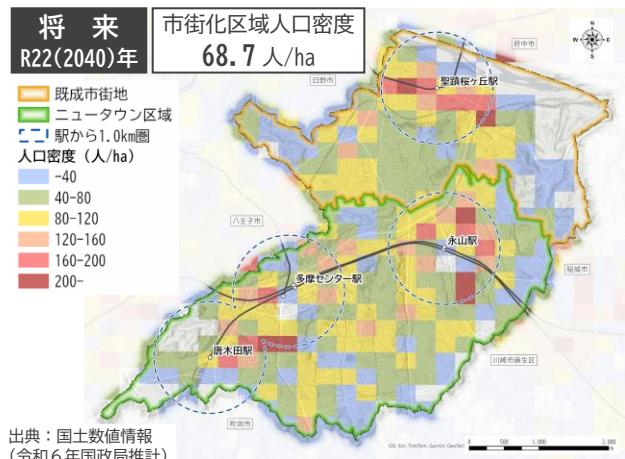 将来
R22(2040)年
市街化区域人口密度
68.7 人/ha
既成市街地
ニュータウン区域
駅から1.0km圏
人口密度（人/ha）
-40
40-80
80-120
120-160
160-200
200-
N
W
E
S
府中市
日野市
聖蹟桜ヶ丘駅
八王子市
永山駅
稲城市
多摩センター駅
唐木田駅
川崎市麻生区
町田市
出典：国土数値情報
（令和６年国政局推計）
0 500 1,000 2,000